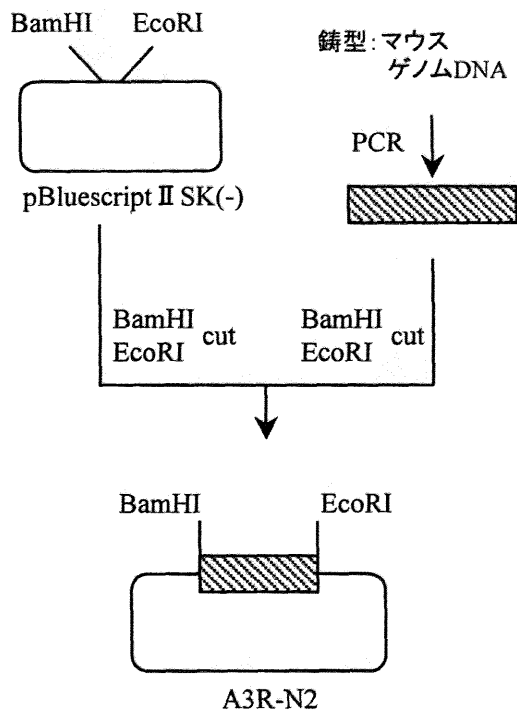 BamHI EcoRI
鋳型：マウス
ゲノムDNA
PCR
pBluescript Ⅱ SK(-)
BamHI
EcoRI
cut
BamHI
EcoRI
cut
BamHI EcoRI
A3R-N2